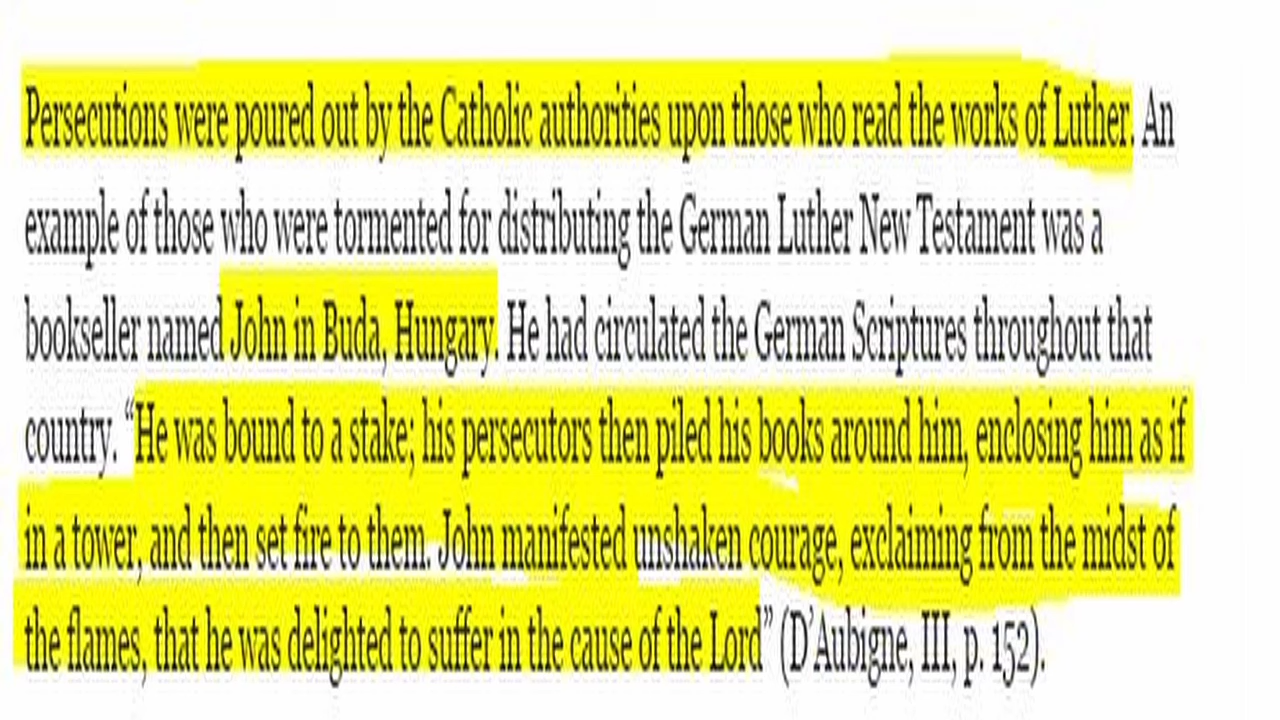 Persecutions were poured out by the Catholic authorities upon those who read the works of Luther. An
example of those who were tormented for distributing the German Luther New Testament was a
bookseller named John in Buda, Hungary. He had circulated the German Scriptures throughout that
country. “He was bound to a stake; his persecutors then piled his books around him, enclosing him as if
in a tower, and then set fire to them. John manifested unshaken courage, exclaiming from the midst of
the flames, that he was delighted to suffer in the cause of the Lord” (D’Aubigne, III, p. 152).